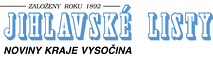 ZALOŽENY ROKU 1892
JIHLAVSKÉ LISTY
NOVINY KRAJE VYSOČINA